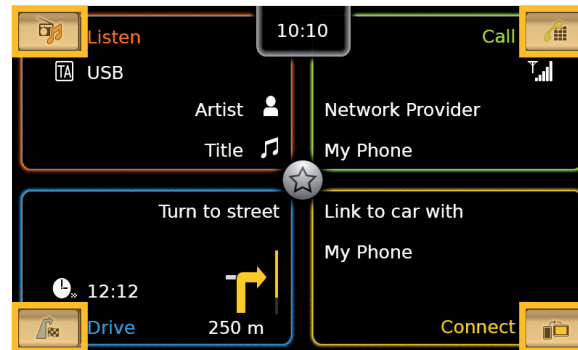 Listen
10:10
Call
TA USB
Artist
Title
Network Provider
My Phone
Turn to street
12:12
Drive 250 m
Link to car with
My Phone
Connect